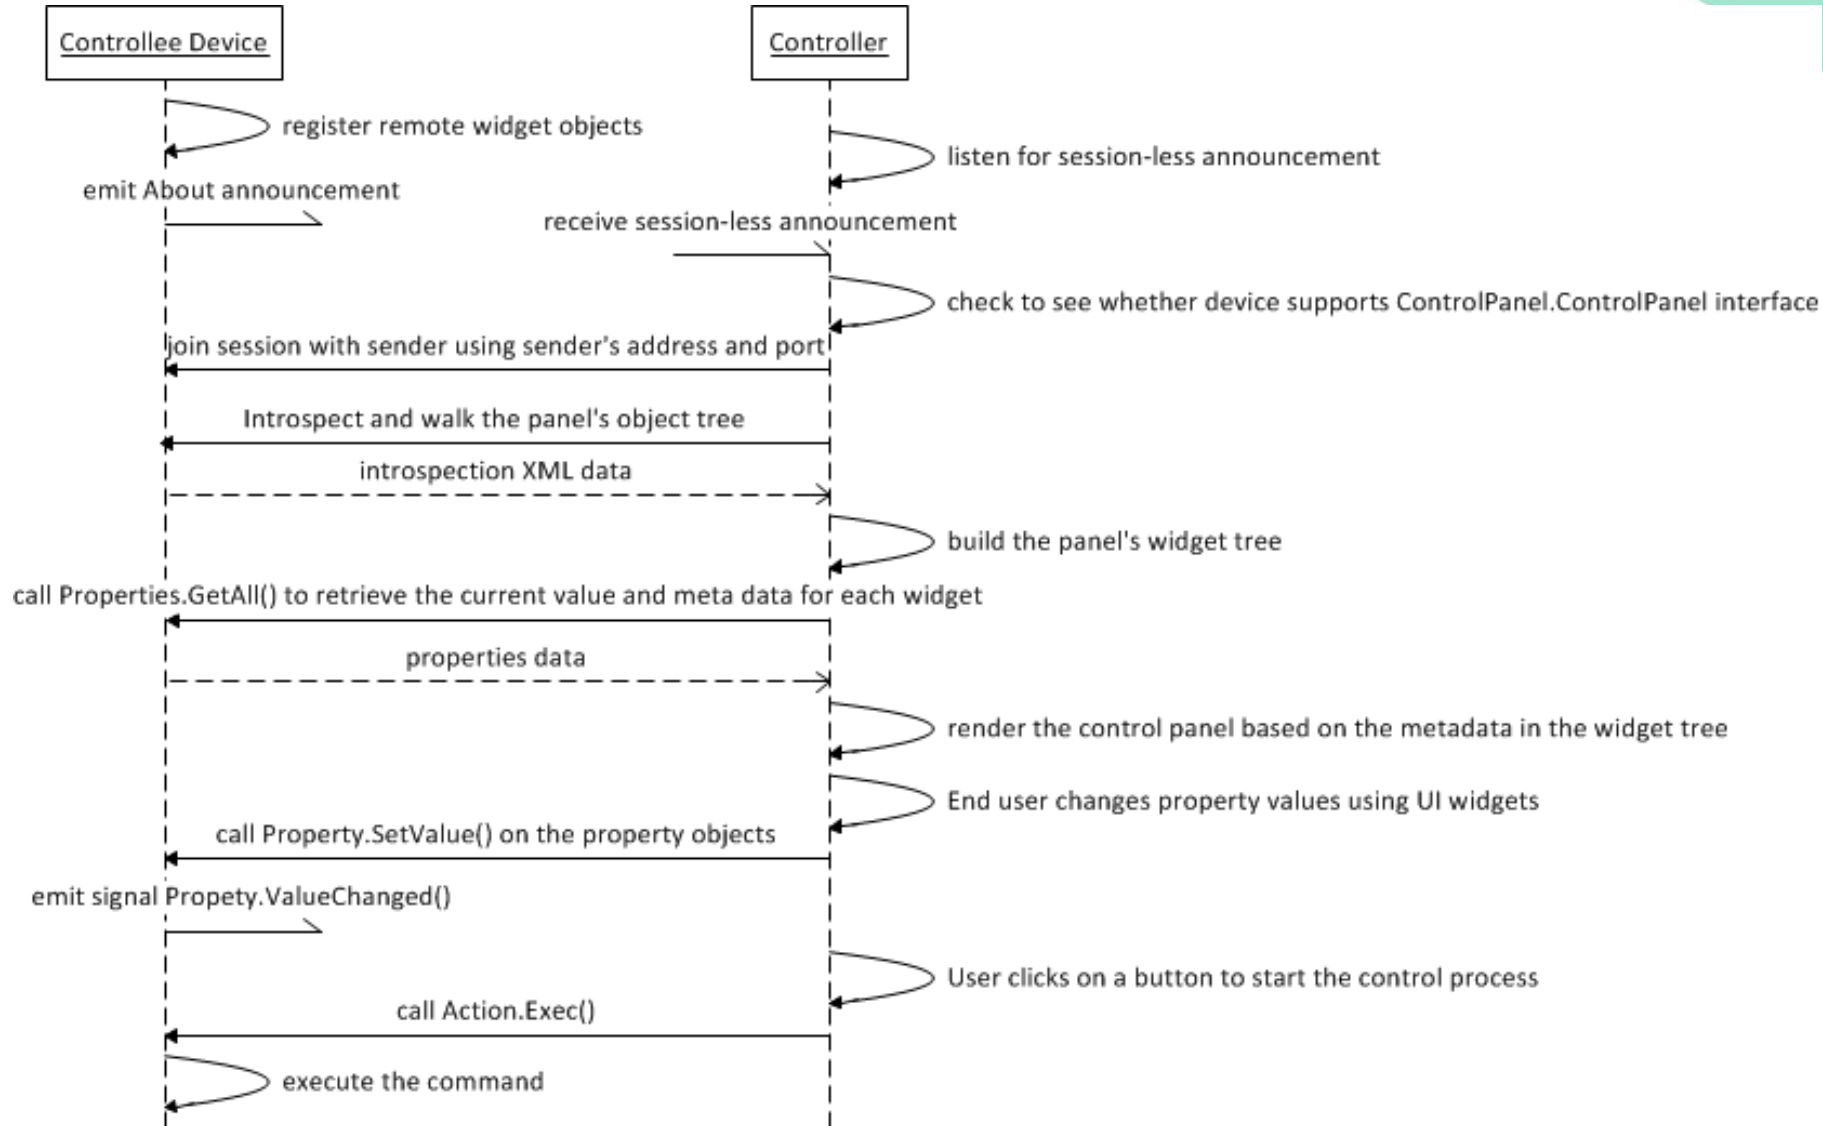 Controllee Device
Controller
register remote widget objects
listen for session-less announcement
emit About announcement
receive session-less announcement
check to see whether device supports ControlPanel.ControlPanel interface
join session with sender using sender's address and port
Introspect and walk the panel's object tree
introspection XML data
build the panel's widget tree
call Properties.GetAll() to retrieve the current value and meta data for each widget
properties data
render the control panel based on the metadata in the widget tree
End user changes property values using UI widgets
call Property.SetValue() on the property objects
emit signal Propety.ValueChanged()
User clicks on a button to start the control process
call Action.Exec()
execute the command